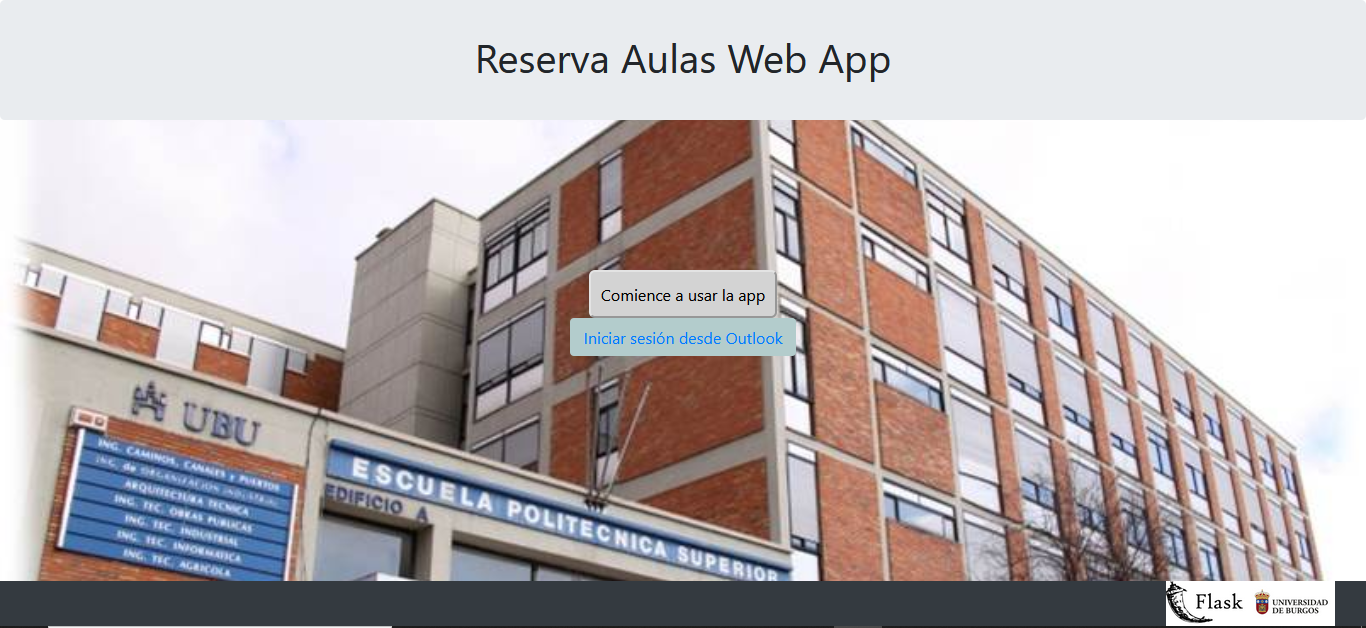 Reserva Aulas Web App
Comience a usar la app
Iniciar sesión desde Outlook
UBU
ING. CAMINOS, CANALES y PUERTOS
ING. de ORGANIZACION INDUSTRIAL
ARQUITECTURA TECNICA
ING. TEC. OBRAS PUBLICAS
ING. TEC. INDUSTRIAL
ING. TEC. INFORMATICA
ING. TEC. AGRICOLA
ESCUELA POLITECNICA SUPERIOR
EDIFICIO A
Flask
UNIVERSIDAD
DE BURGOS